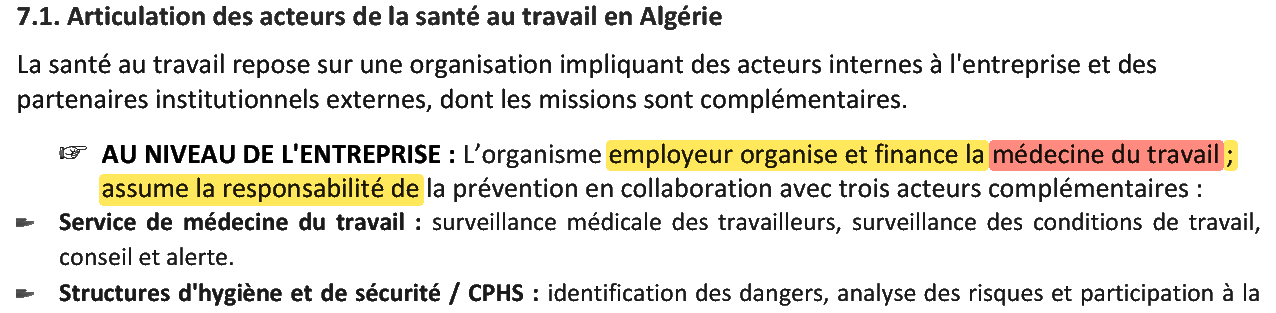 7.1. Articulation des acteurs de la santé au travail en Algérie
La santé au travail repose sur une organisation impliquant des acteurs internes à l'entreprise et des
partenaires institutionnels externes, dont les missions sont complémentaires.
☞ AU NIVEAU DE L'ENTREPRISE : L’organisme employeur organise et finance la médecine du travail ;
assume la responsabilité de la prévention en collaboration avec trois acteurs complémentaires :
Service de médecine du travail : surveillance médicale des travailleurs, surveillance des conditions de travail,
conseil et alerte.
Structures d'hygiène et de sécurité / CPHS : identification des dangers, analyse des risques et participation à la